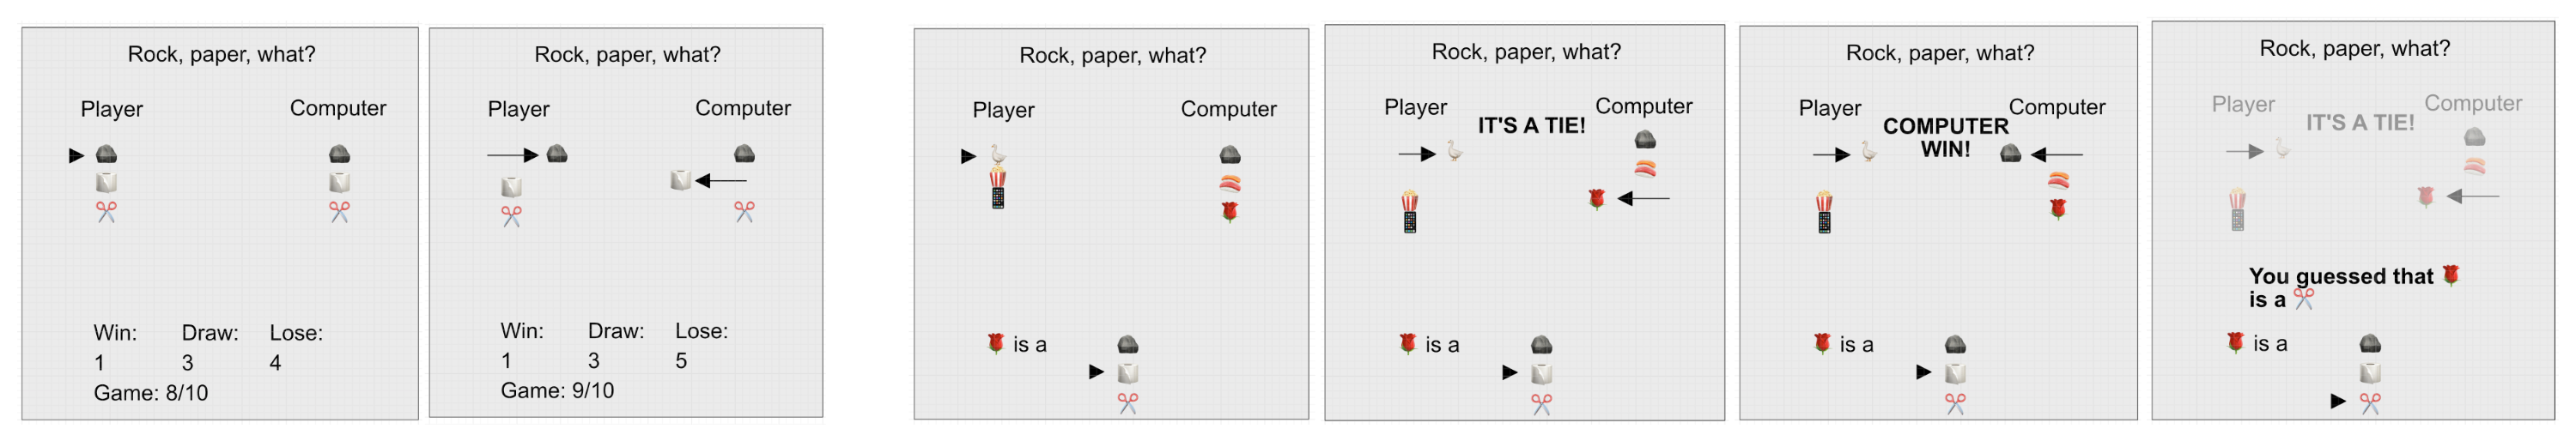 Rock, paper, what?
Player Computer
Win: Draw: Lose:
1 3 4
Game: 8/10
Rock, paper, what?
Player Computer
Win: Draw: Lose:
1 3 5
Game: 9/10
Rock, paper, what?
Player Computer
is a
Rock, paper, what?
Player Computer
IT'S A TIE!
is a
Rock, paper, what?
Player Computer
COMPUTER
WIN!
is a
Rock, paper, what?
Player Computer
IT'S A TIE!
You guessed that
is a
is a